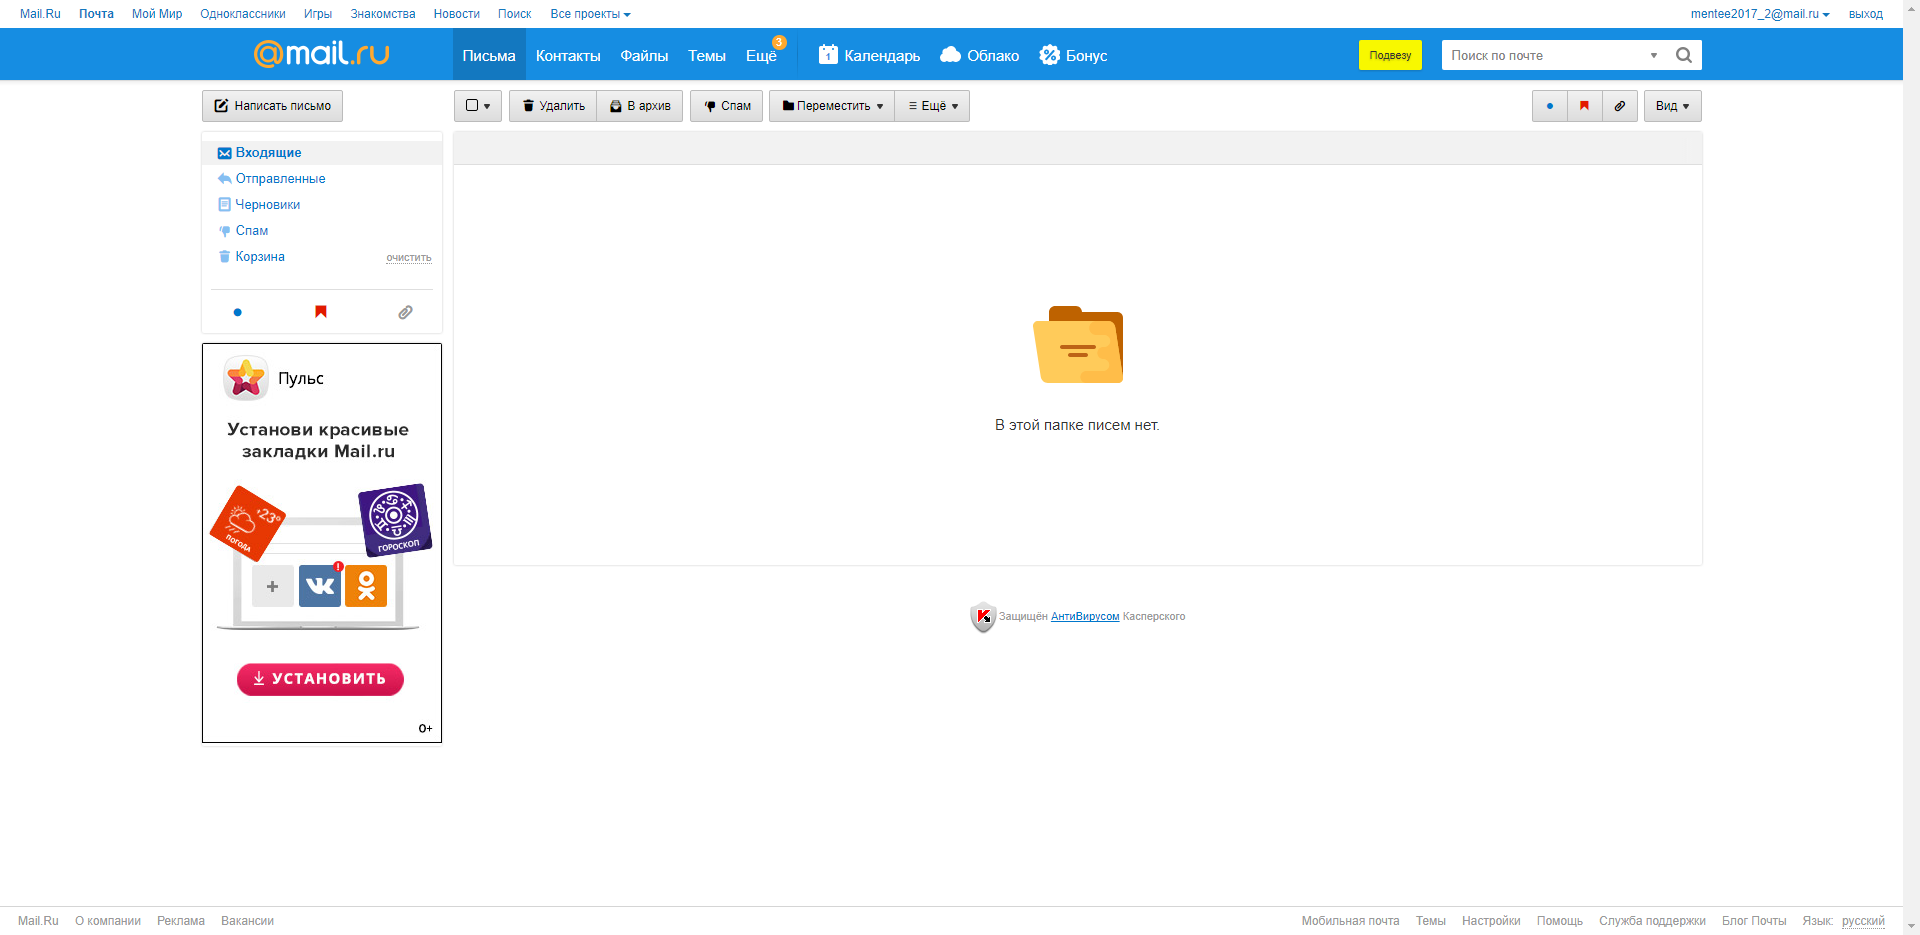 Mail.Ru Почта Мой Мир Одноклассники Игры Знакомства Новости Поиск Все проекты mentee2017_2@mail.ru выход
@mail.ru Письма Контакты Файлы Темы Ещё 3 1 Календарь Облако Бонус Подвезу Поиск по почте
Написать письмо Удалить В архив Спам Переместить Ещё Вид
Входящие
Отправленные
Черновики
Спам
Корзина очистить
Пульс
Установи красивые
закладки Mail.ru
+23°
ПОГОДА
ГОРОСКОП
УСТАНОВИТЬ
0+
В этой папке писем нет.
Защищён АнтиВирусом Касперского
Mail.Ru О компании Реклама Вакансии Мобильная почта Темы Настройки Помощь Служба поддержки Блог Почты Язык: русский